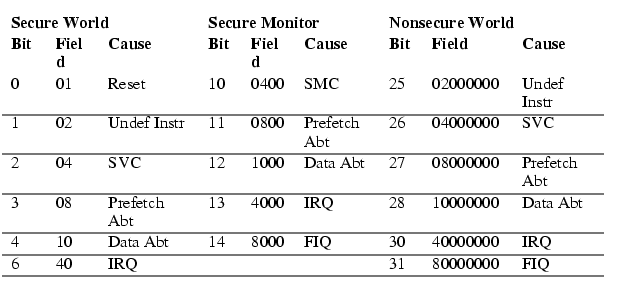 Secure World Secure Monitor Nonsecure World
Bit Fiel Cause Bit Fiel Cause Bit Field Cause
d d
0 01 Reset 10 0400 SMC 25 02000000 Undef
Instr
1 02 Undef Instr 11 0800 Prefetch 26 04000000 SVC
Abt
2 04 SVC 12 1000 Data Abt 27 08000000 Prefetch
Abt
3 08 Prefetch 13 4000 IRQ 28 10000000 Data Abt
Abt
4 10 Data Abt 14 8000 FIQ 30 40000000 IRQ
6 40 IRQ 31 80000000 FIQ